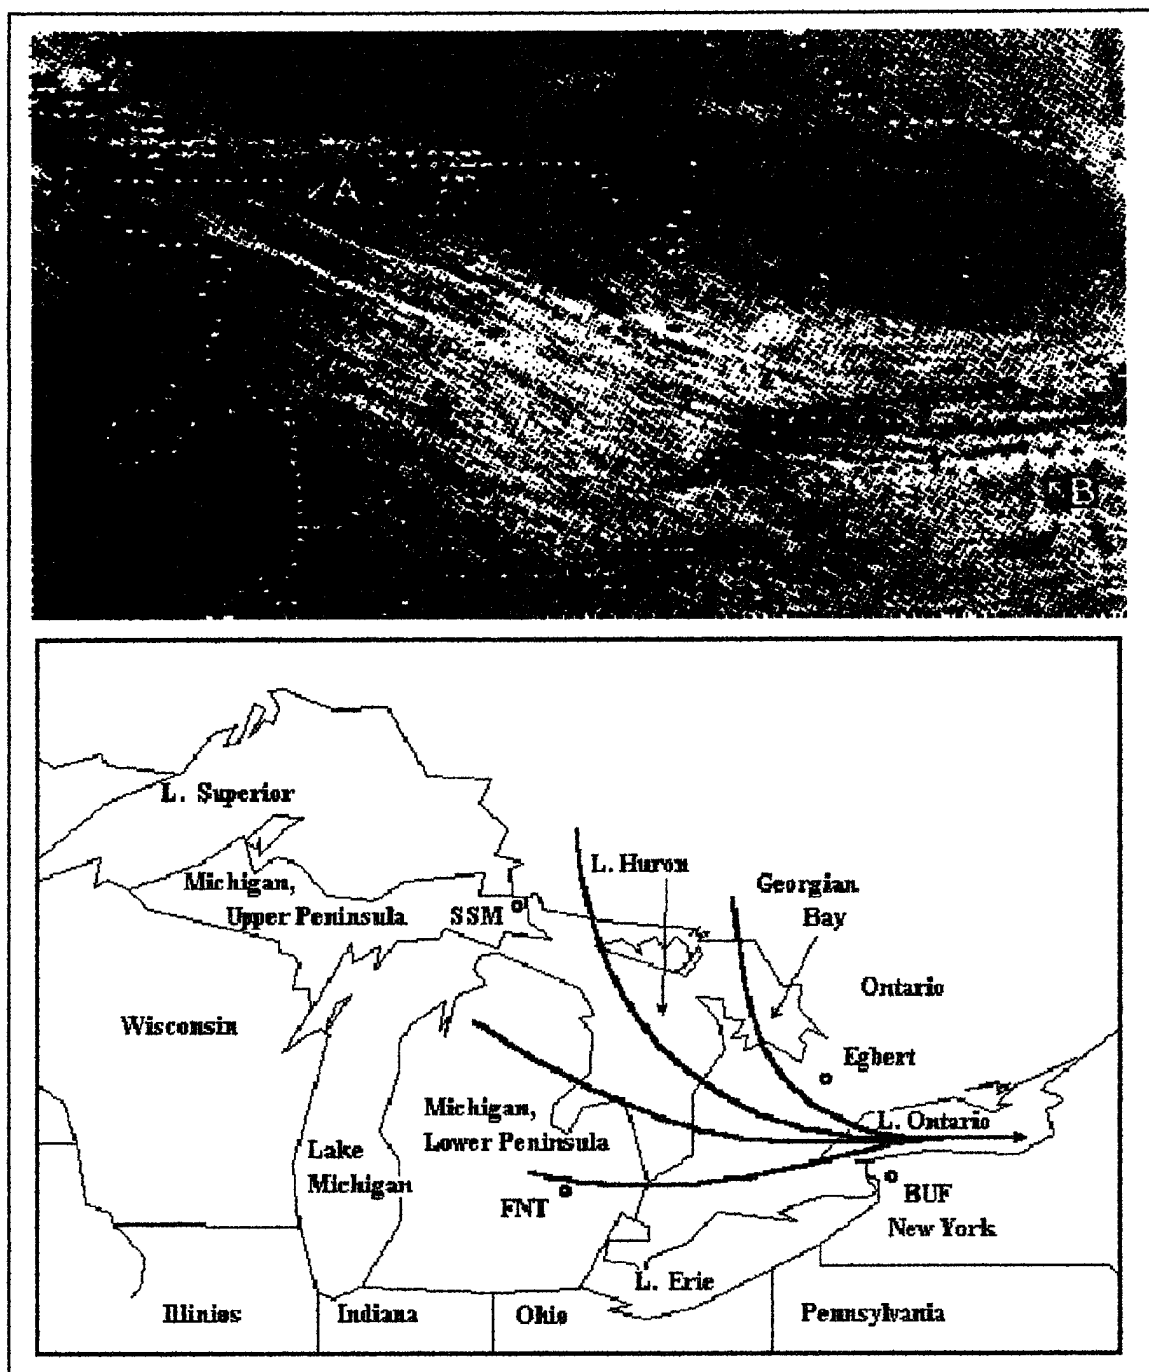 A
B
L. Superior
Michigan,
Upper Peninsula
SSM
L. Huron
Georgian
Bay
Ontario
Wisconsin
Egbert
Michigan,
Lower Peninsula
L. Ontario
Lake
Michigan
FNT
BUF
New York
L. Erie
Illinios
Indiana
Ohio
Pennsylvania